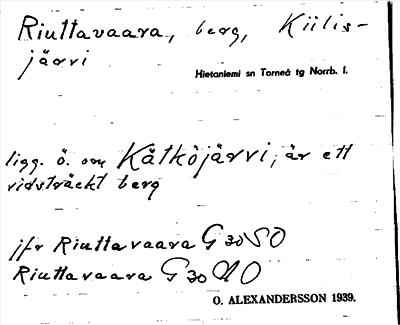 Riuttavaara, berg, Kiilis-
järvi
Hietaniemi sn Torneå tg Norrb. l.
ligg. ö. om Kätköjärvi, är ett
vidsträckt berg
jfr Riuttavaara G 30 SO
Riuttavaara G 30 NO
O. ALEXANDERSSON 1939.